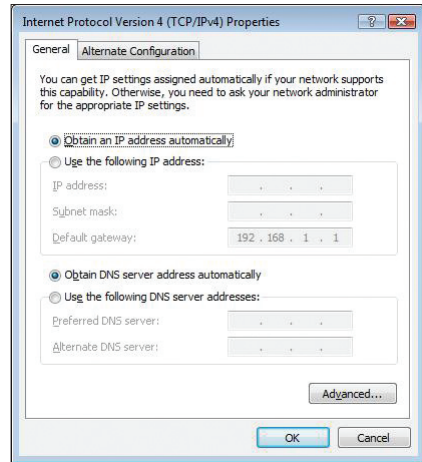 Internet Protocol Version 4 (TCP/IPv4) Properties
General
Alternate Configuration
You can get IP settings assigned automatically if your network supports
this capability. Otherwise, you need to ask your network administrator
for the appropriate IP settings.
Obtain an IP address automatically
Use the following IP address:
IP address:
Subnet mask:
Default gateway:
192 . 168 . 1 . 1
Obtain DNS server address automatically
Use the following DNS server addresses:
Preferred DNS server:
Alternate DNS server:
Advanced...
OK
Cancel